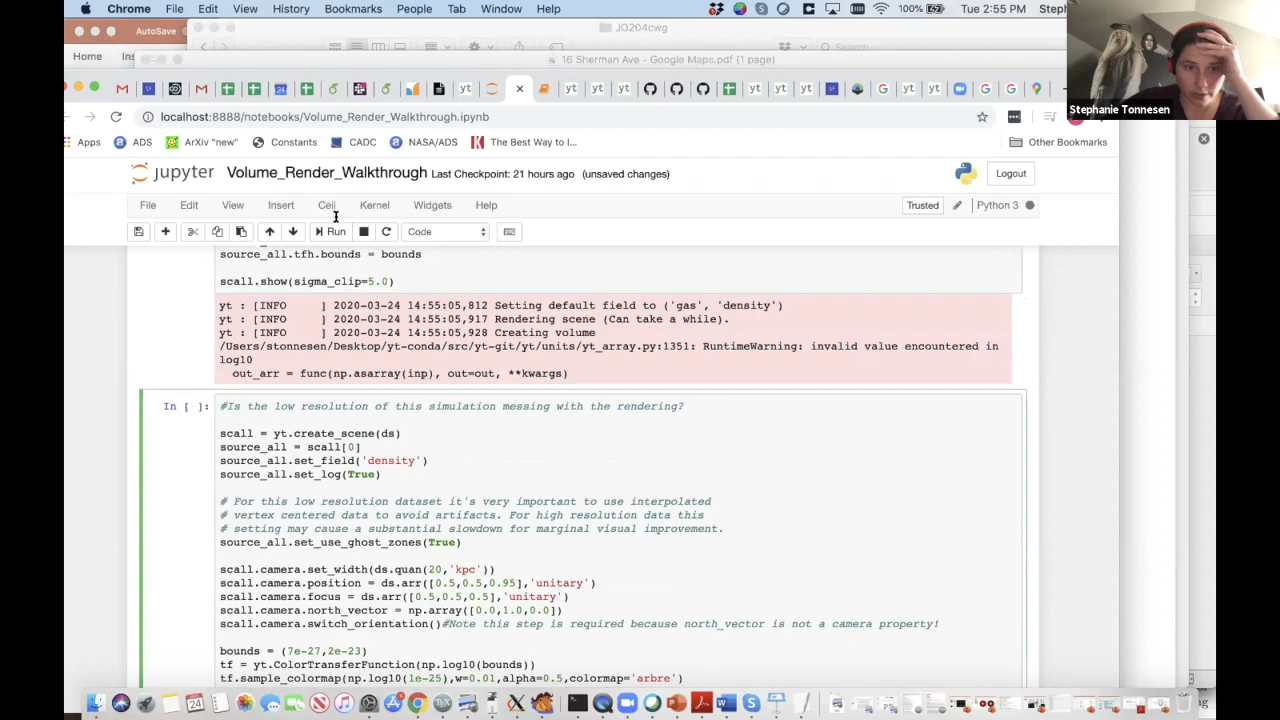 Chrome File Edit View History Bookmarks People Tab Window Help 100% Tue 2:55 PM Steph
AutoSave
JO204cwg
Search
Home Insert
16 Sherman Ave - Google Maps.pdf (1 page)
localhost:8888/notebooks/Volume_Render_Walkthrough.ipynb
Stephanie Tonnesen
Apps ADS ArXiv "new" Constants CADC NASA/ADS The Best Way to I... Other Bookmarks
jupyter Volume_Render_Walkthrough Last Checkpoint: 21 hours ago (unsaved changes) Logout
File Edit View Insert Cell Kernel Widgets Help Trusted Python 3
Run Code
source_all.tfh.bounds = bounds
scall.show(sigma_clip=5.0)
yt : [INFO     ] 2020-03-24 14:55:05,812 Setting default field to ('gas', 'density')
yt : [INFO     ] 2020-03-24 14:55:05,917 Rendering scene (Can take a while).
yt : [INFO     ] 2020-03-24 14:55:05,928 Creating volume
/Users/stonnesen/Desktop/yt-conda/src/yt-git/yt/units/yt_array.py:1351: RuntimeWarning: invalid value encountered in
log10
out_arr = func(np.asarray(inp), out=out, **kwargs)
In [ ]: #Is the low resolution of this simulation messing with the rendering?
scall = yt.create_scene(ds)
source_all = scall[0]
source_all.set_field('density')
source_all.set_log(True)
# For this low resolution dataset it's very important to use interpolated
# vertex centered data to avoid artifacts. For high resolution data this
# setting may cause a substantial slowdown for marginal visual improvement.
source_all.set_use_ghost_zones(True)
scall.camera.set_width(ds.quan(20,'kpc'))
scall.camera.position = ds.arr([0.5,0.5,0.95],'unitary')
scall.camera.focus = ds.arr([0.5,0.5,0.5],'unitary')
scall.camera.north_vector = np.array([0.0,1.0,0.0])
scall.camera.switch_orientation()#Note this step is required because north_vector is not a camera property!
bounds = (7e-27,2e-23)
tf = yt.ColorTransferFunction(np.log10(bounds))
tf.sample_colormap(np.log10(1e-25),w=0.01,alpha=0.5,colormap='arbre')